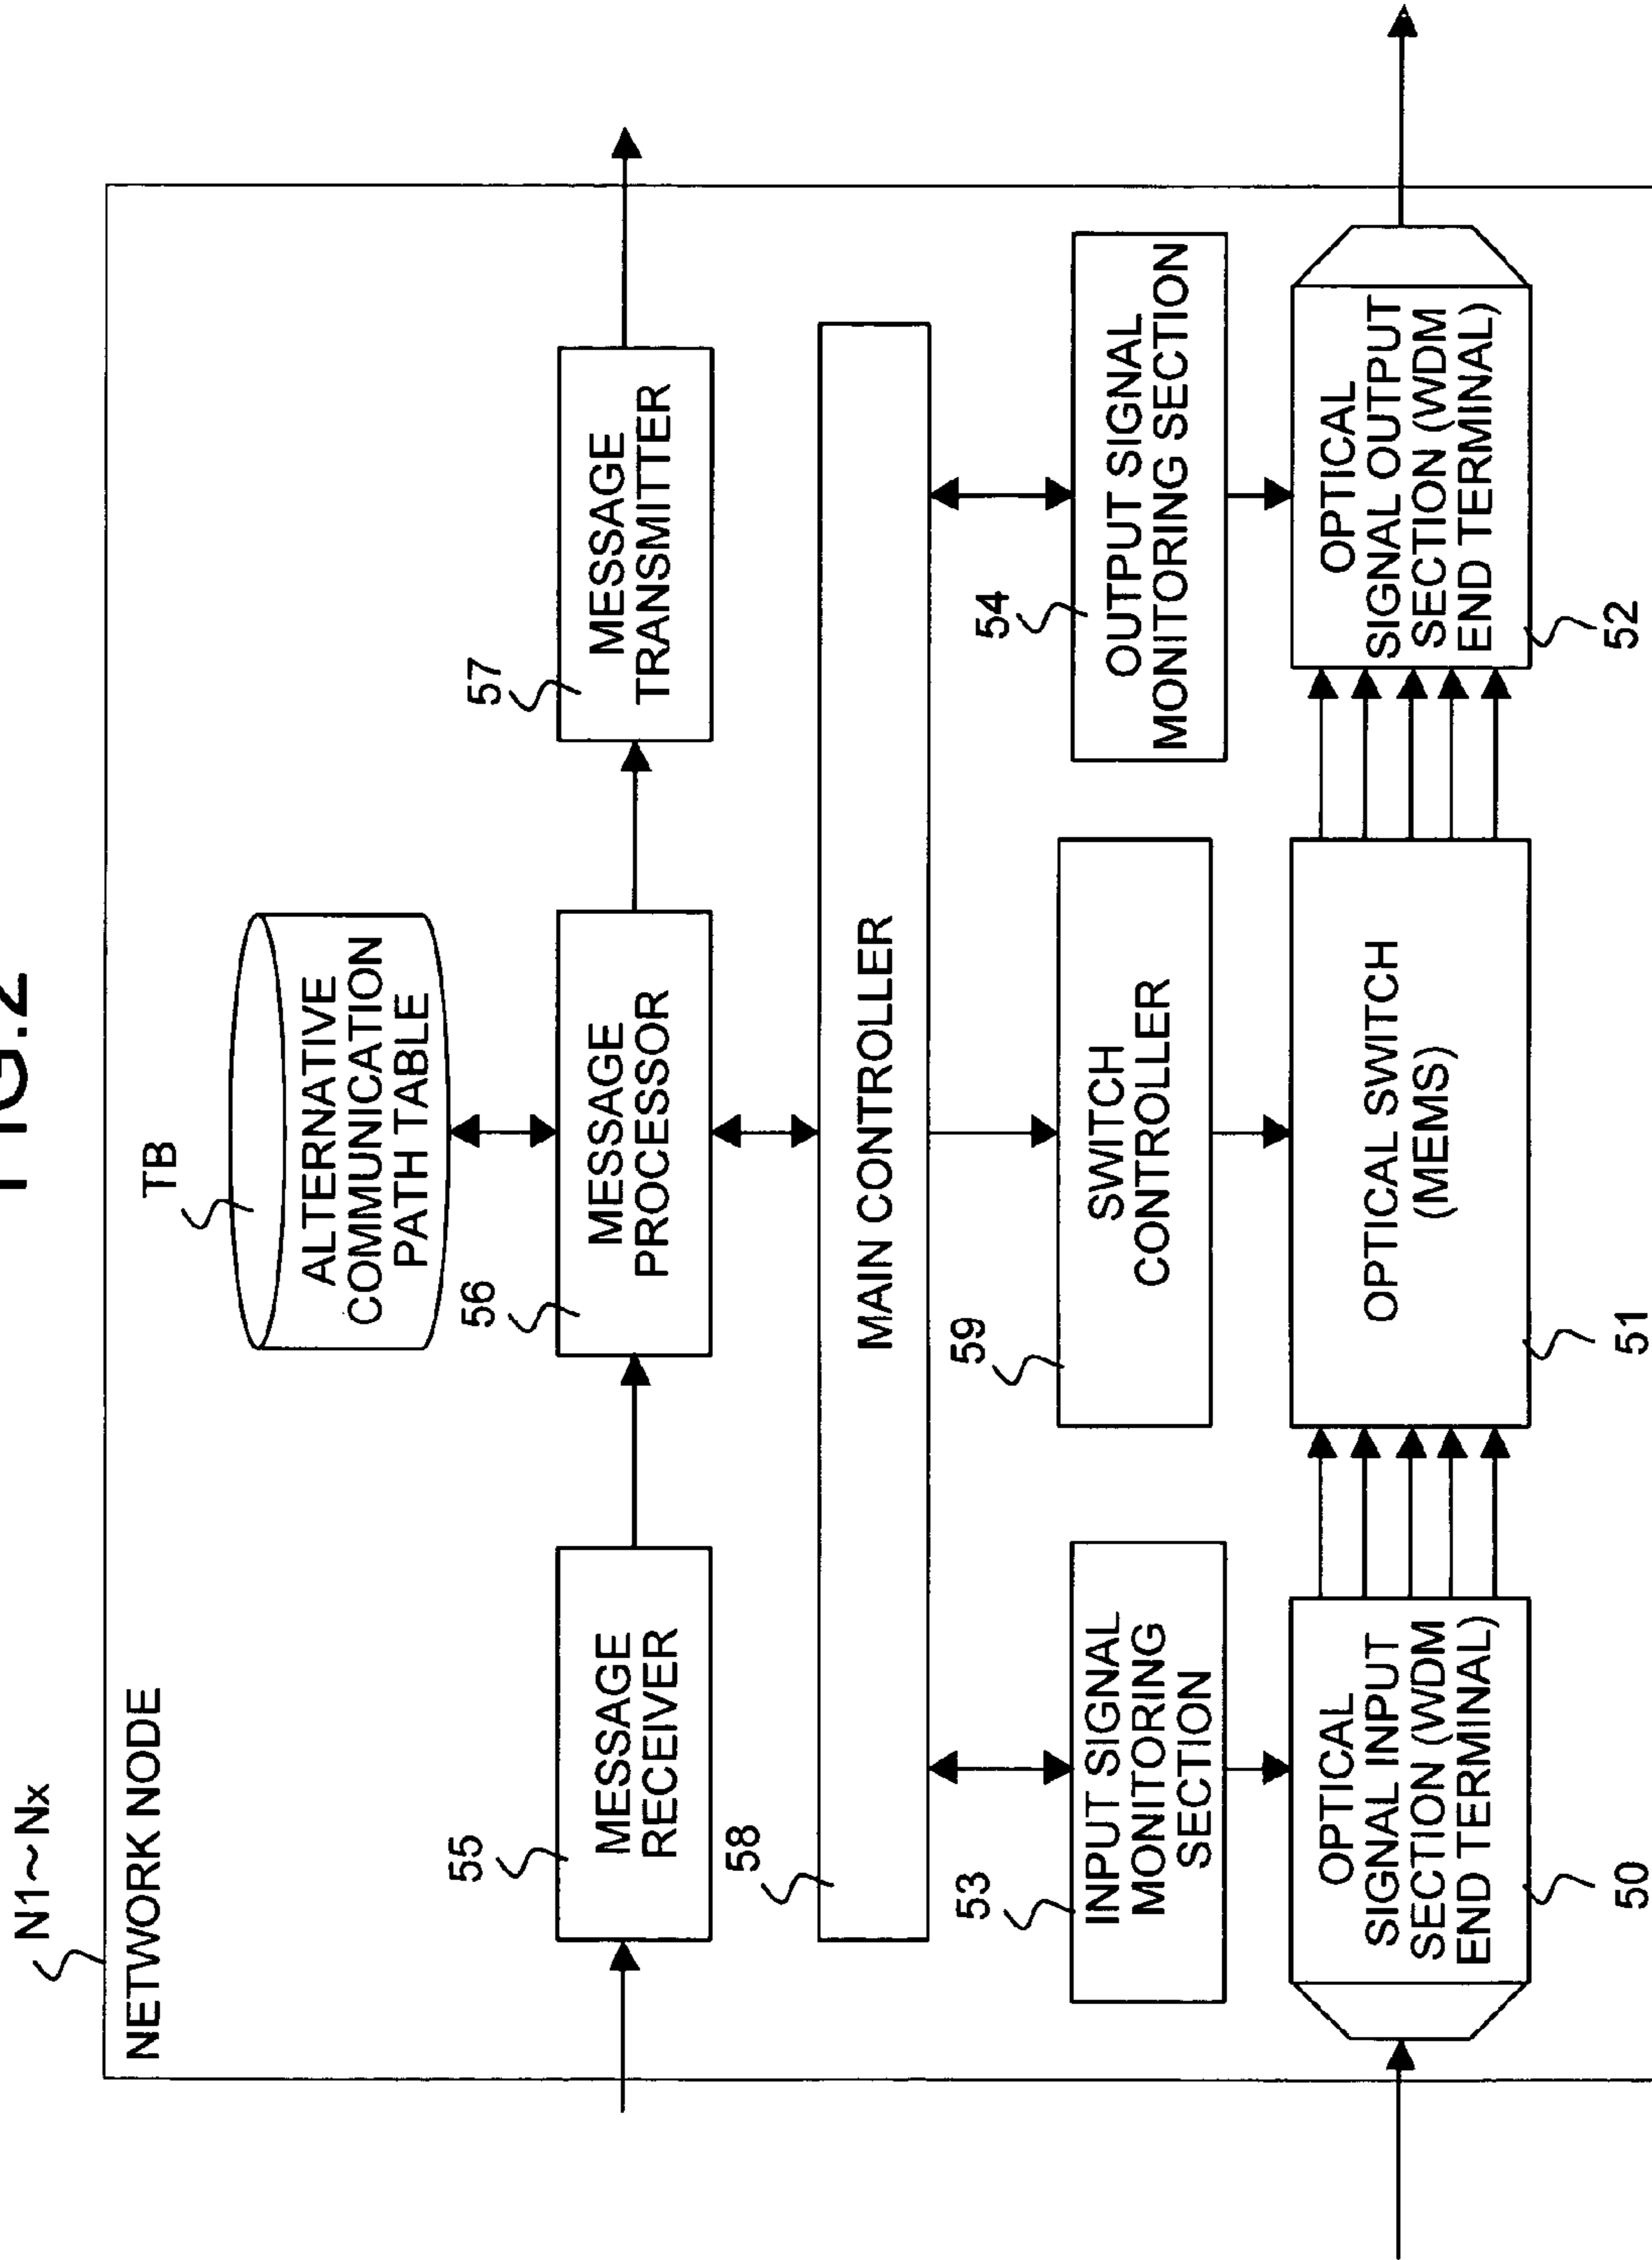 FIG.2
N1~Nx
NETWORK NODE
TB
ALTERNATIVE
COMMUNICATION
PATH TABLE
55
MESSAGE
RECEIVER
56
MESSAGE
PROCESSOR
57
MESSAGE
TRANSMITTER
58
MAIN CONTROLLER
53
INPUT SIGNAL
MONITORING
SECTION
59
SWITCH
CONTROLLER
54
OUTPUT SIGNAL
MONITORING SECTION
OPTICAL
SIGNAL INPUT
SECTION (WDM
END TERMINAL)
50
OPTICAL SWITCH
(MEMS)
51
OPTICAL
SIGNAL OUTPUT
SECTION (WDM
END TERMINAL)
52